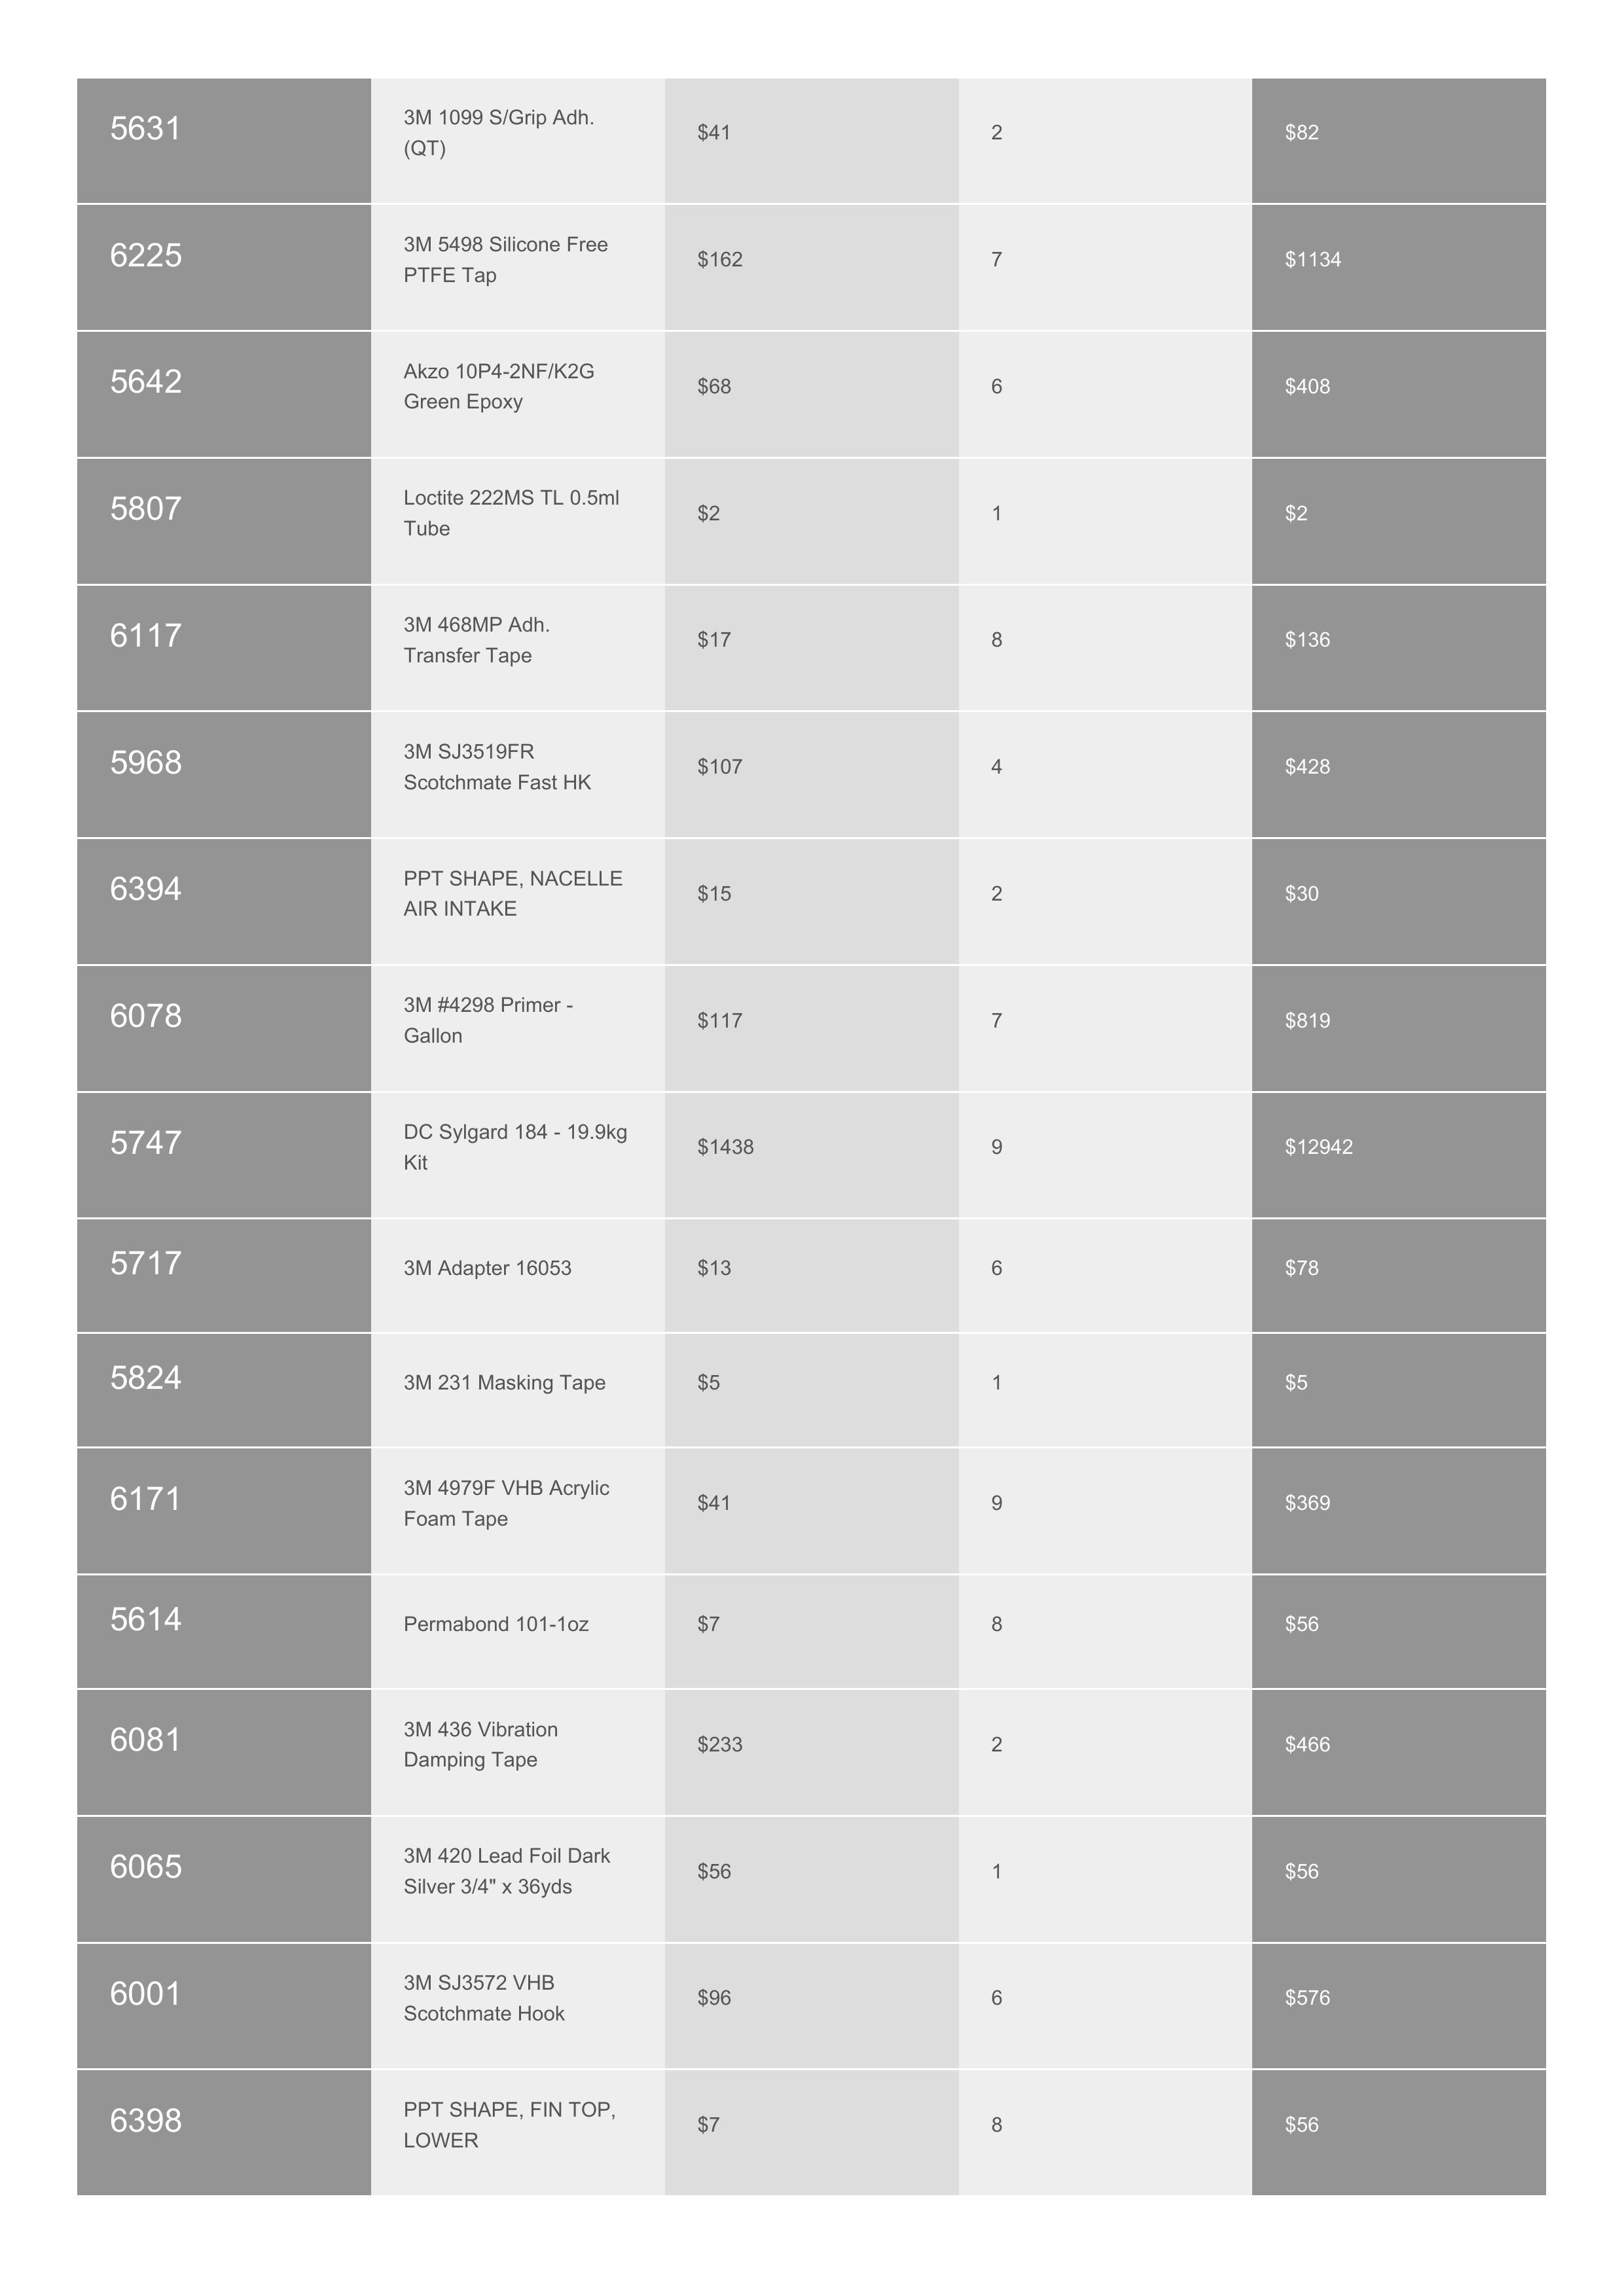 5631
3M 1099 S/Grip Adh.
(QT)
$41
2
$82
6225
3M 5498 Silicone Free
PTFE Tap
$162
7
$1134
5642
Akzo 10P4-2NF/K2G
Green Epoxy
$68
6
$408
5807
Loctite 222MS TL 0.5ml
Tube
$2
1
$2
6117
3M 468MP Adh.
Transfer Tape
$17
8
$136
5968
3M SJ3519FR
Scotchmate Fast HK
$107
4
$428
6394
PPT SHAPE, NACELLE
AIR INTAKE
$15
2
$30
6078
3M #4298 Primer -
Gallon
$117
7
$819
5747
DC Sylgard 184 - 19.9kg
Kit
$1438
9
$12942
5717
3M Adapter 16053
$13
6
$78
5824
3M 231 Masking Tape
$5
1
$5
6171
3M 4979F VHB Acrylic
Foam Tape
$41
9
$369
5614
Permabond 101-1oz
$7
8
$56
6081
3M 436 Vibration
Damping Tape
$233
2
$466
6065
3M 420 Lead Foil Dark
Silver 3/4" x 36yds
$56
1
$56
6001
3M SJ3572 VHB
Scotchmate Hook
$96
6
$576
6398
PPT SHAPE, FIN TOP,
LOWER
$7
8
$56